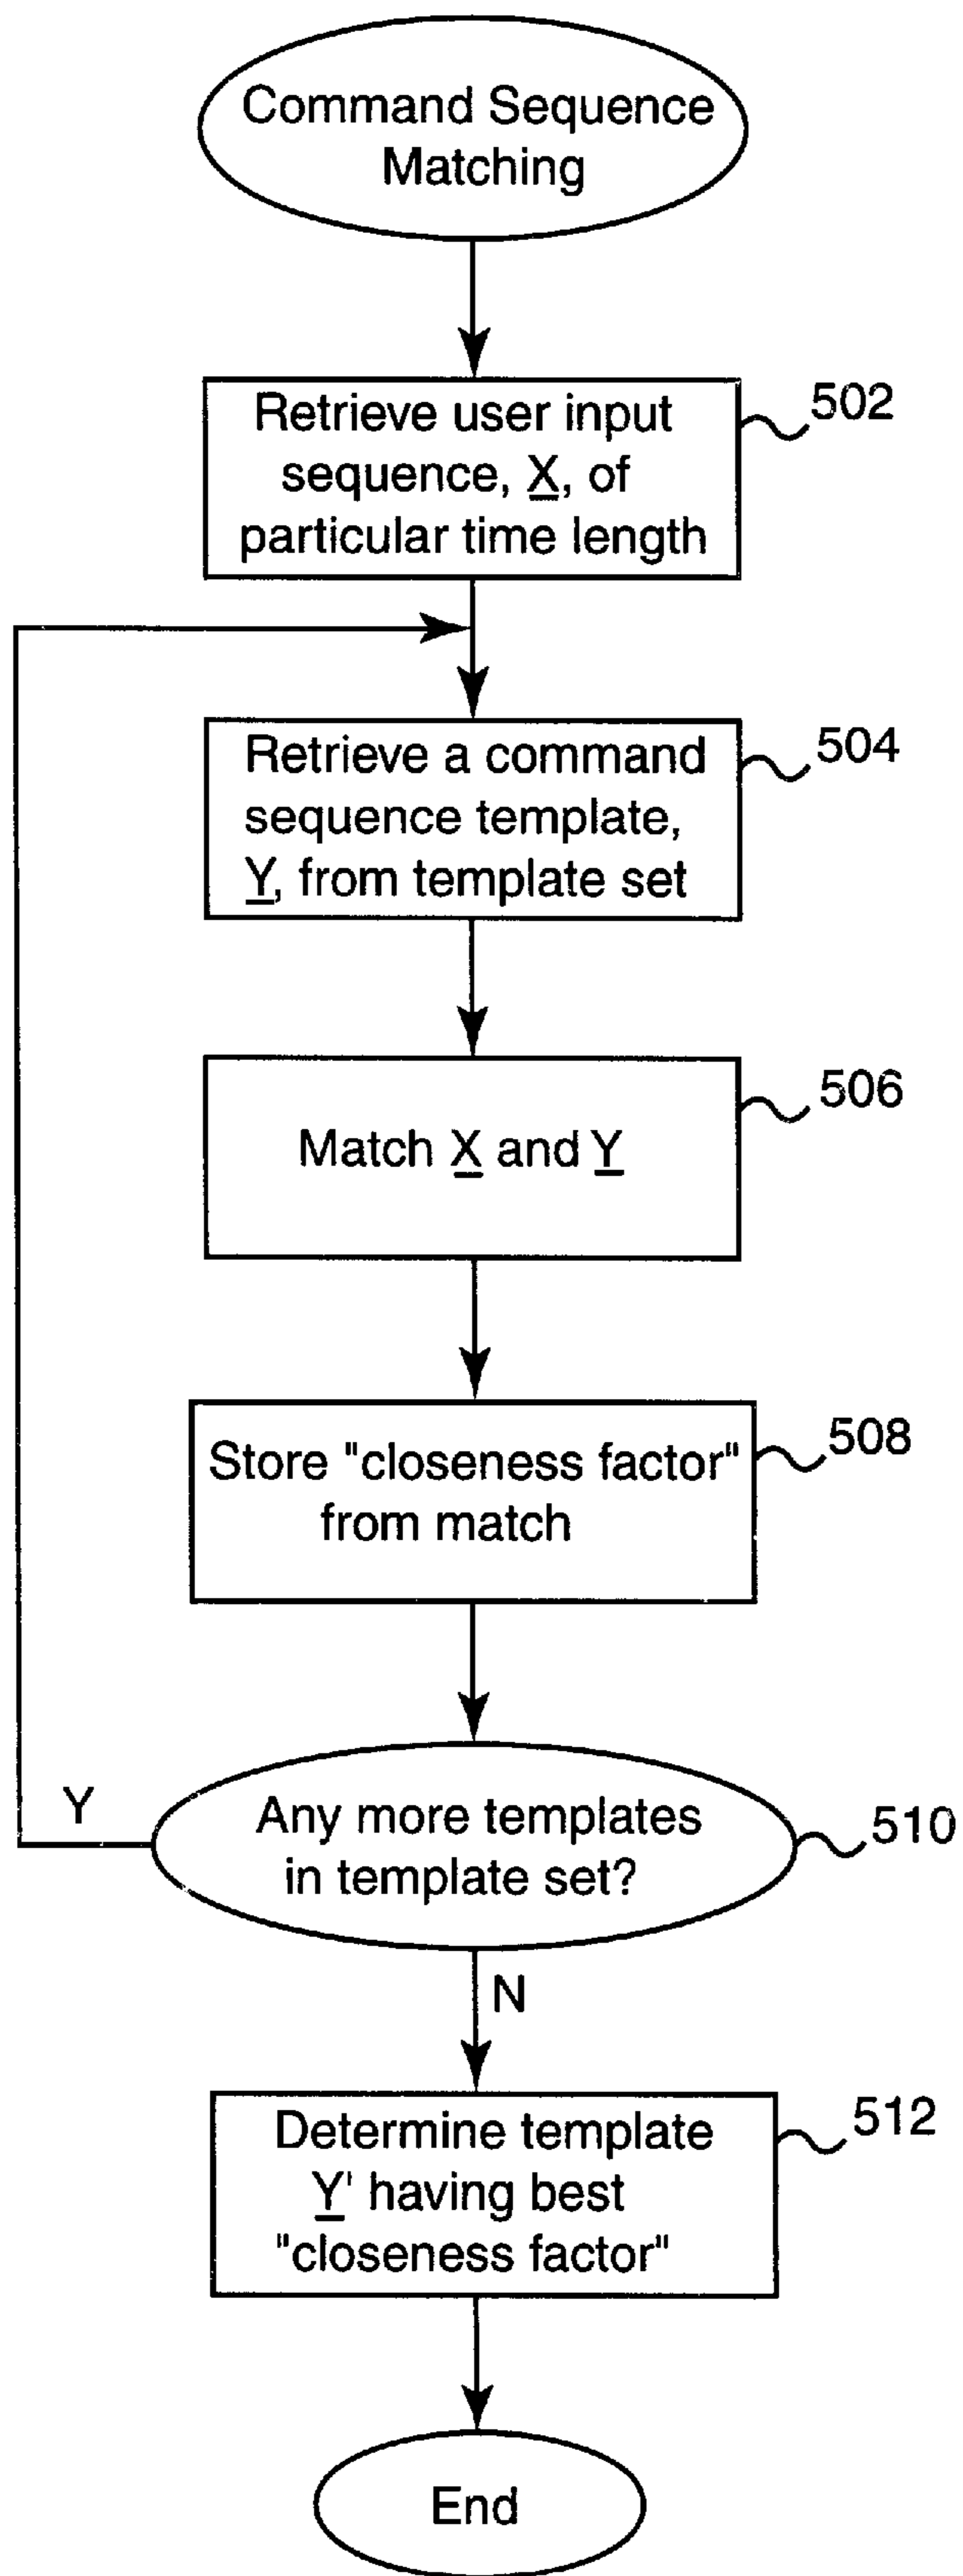 Command Sequence
Matching
Retrieve user input
sequence, X, of
particular time length
502
Retrieve a command
sequence template,
Y, from template set
504
Match X and Y
506
Store "closeness factor"
from match
508
Any more templates
in template set?
510
Y
N
Determine template
Y' having best
"closeness factor"
512
End